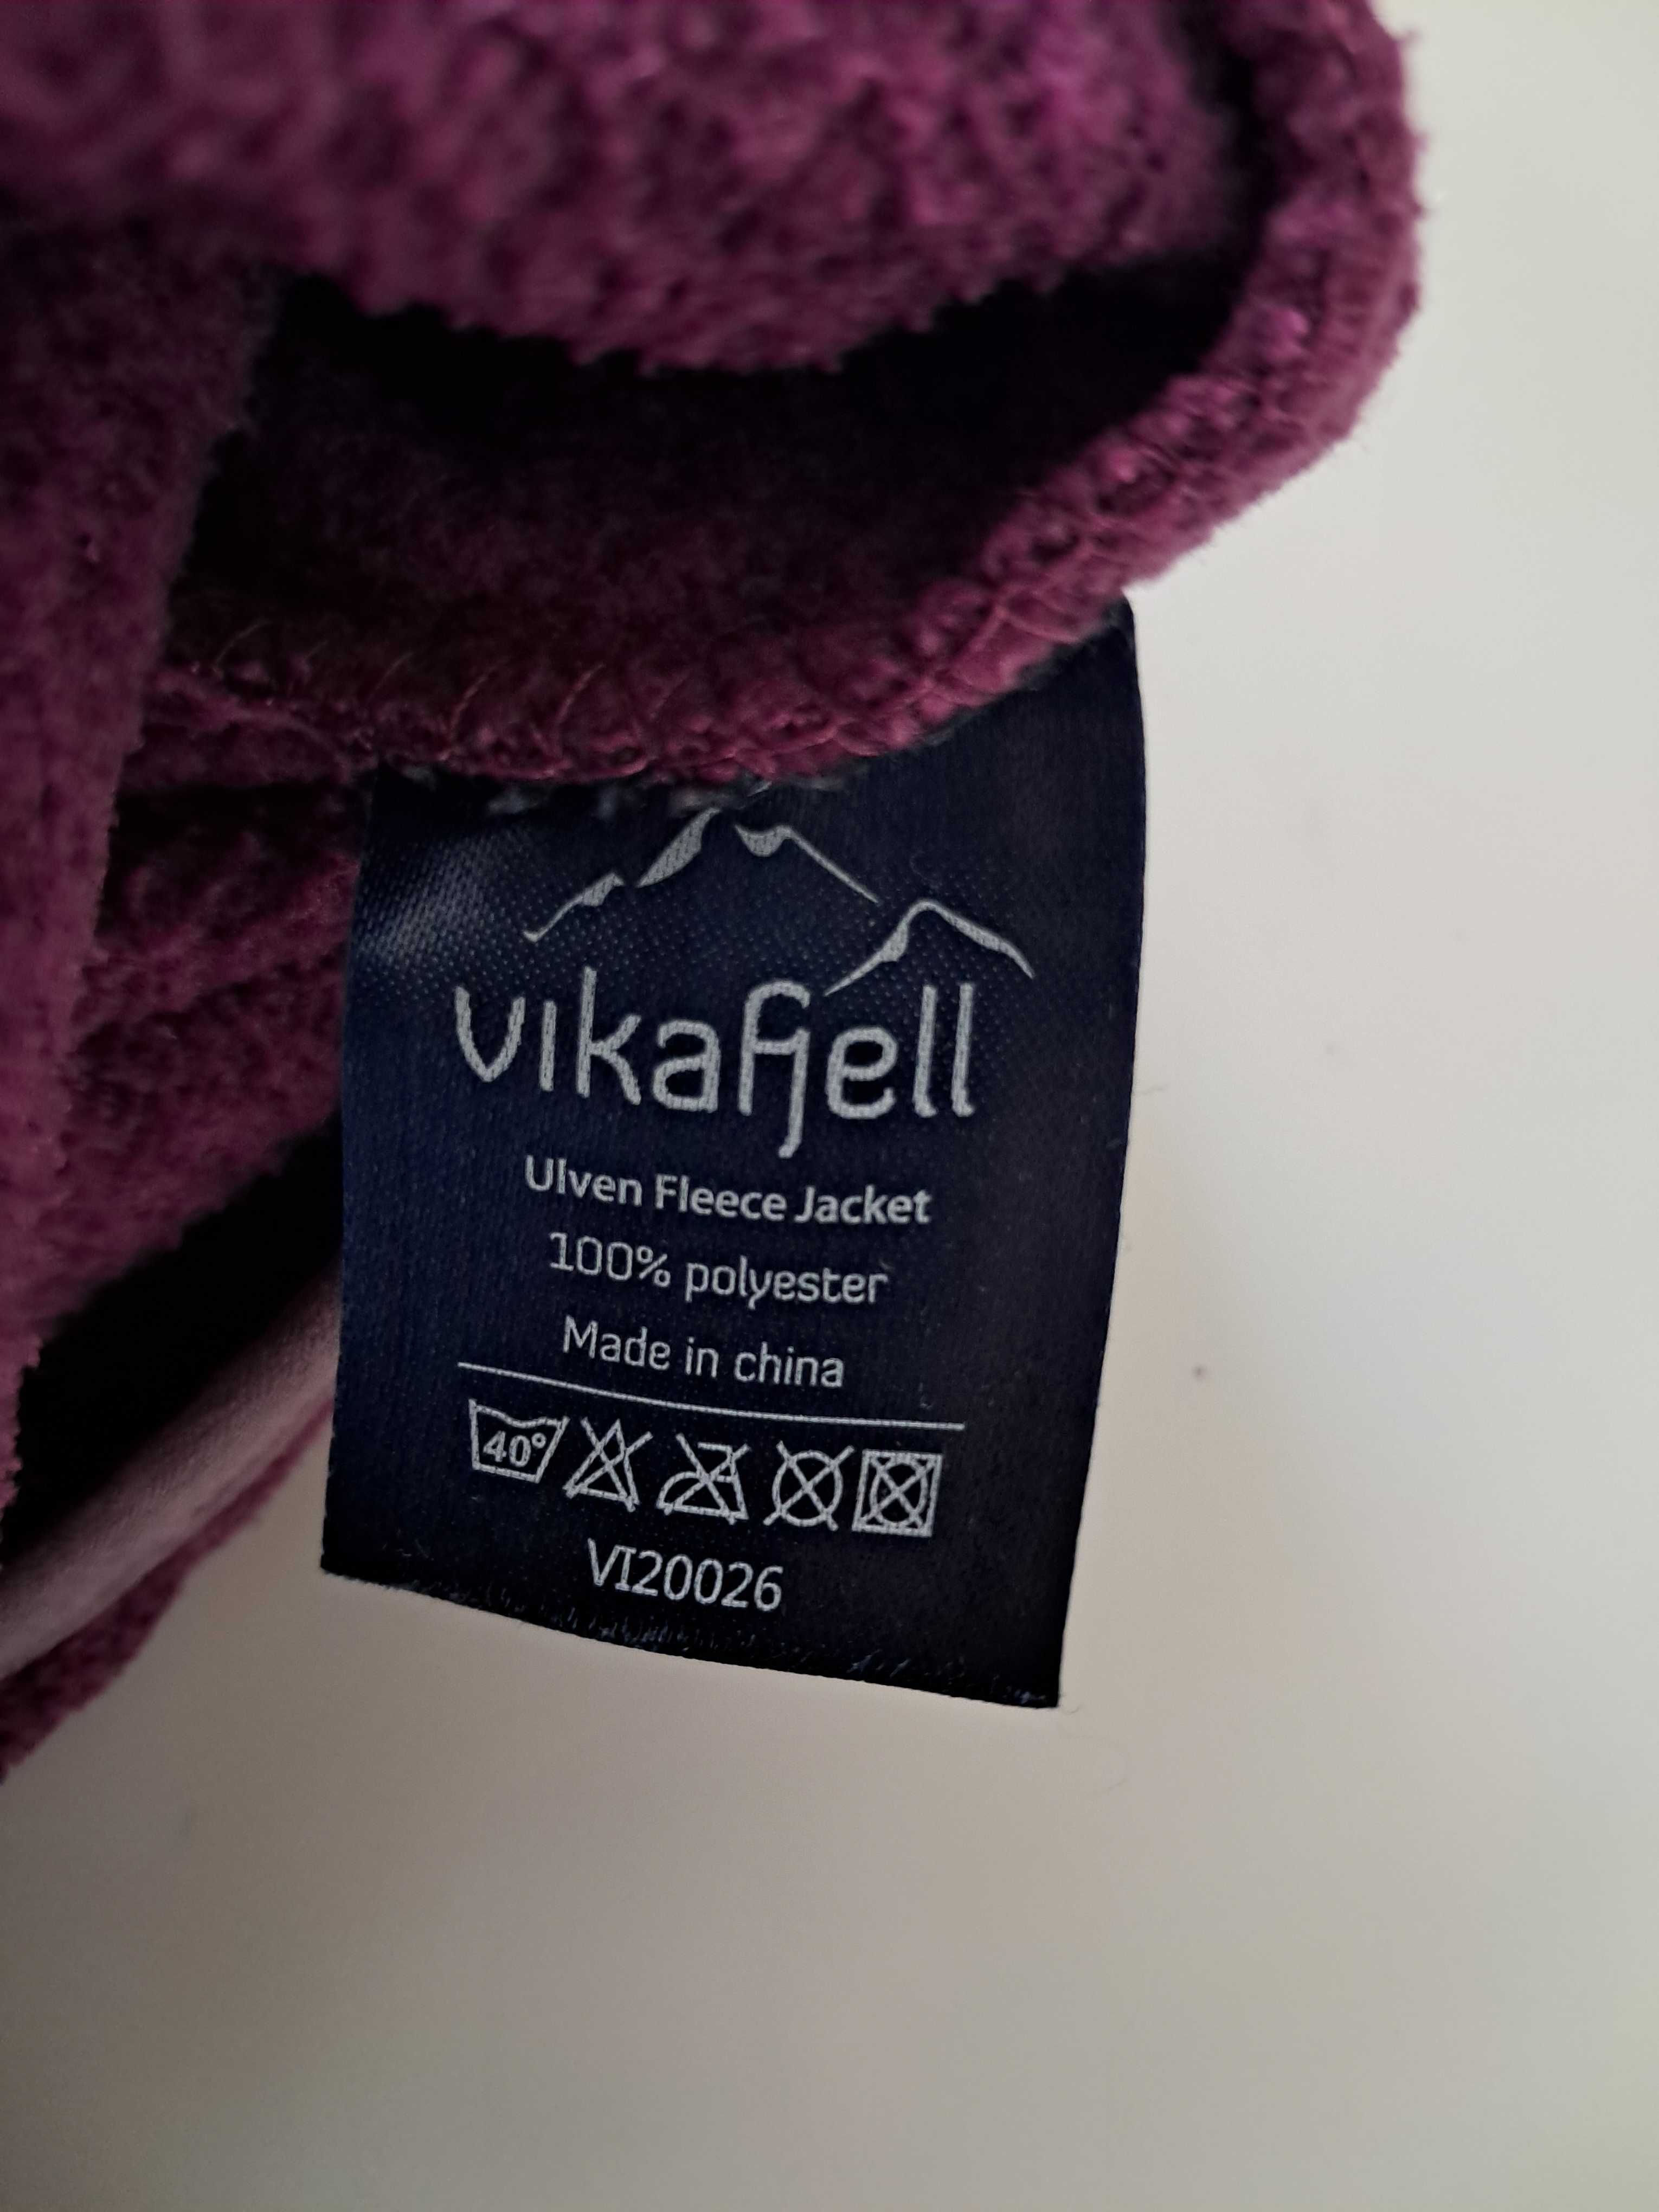 vikafjell
Ulven Fleece Jacket
100% polyester
Made in china
40°
VI20026